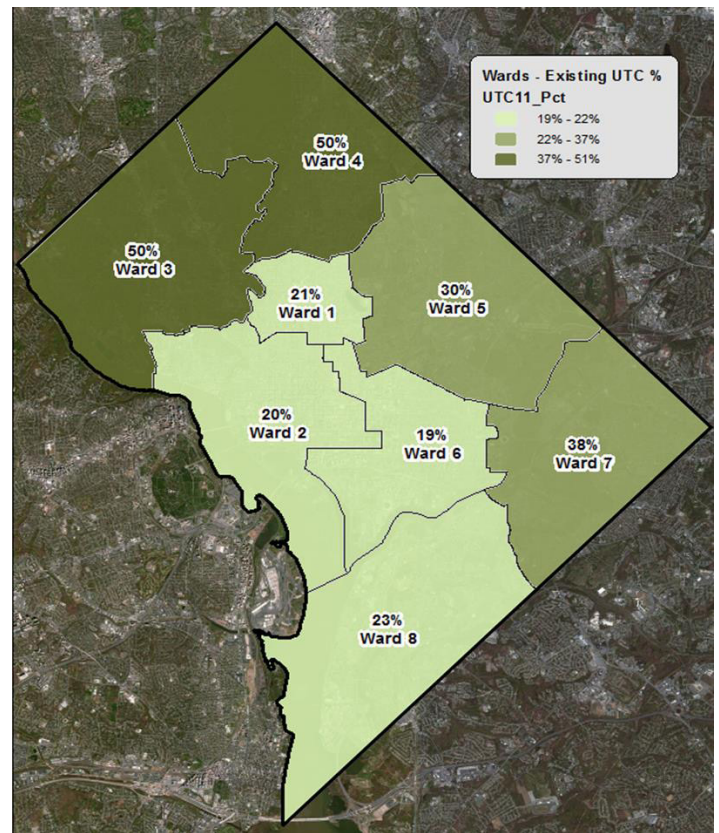 Wards - Existing UTC %
UTC11_Pct
19% - 22%
22% - 37%
37% - 51%
50%
Ward 4
50%
Ward 3
21%
Ward 1
30%
Ward 5
20%
Ward 2
19%
Ward 6
38%
Ward 7
23%
Ward 8